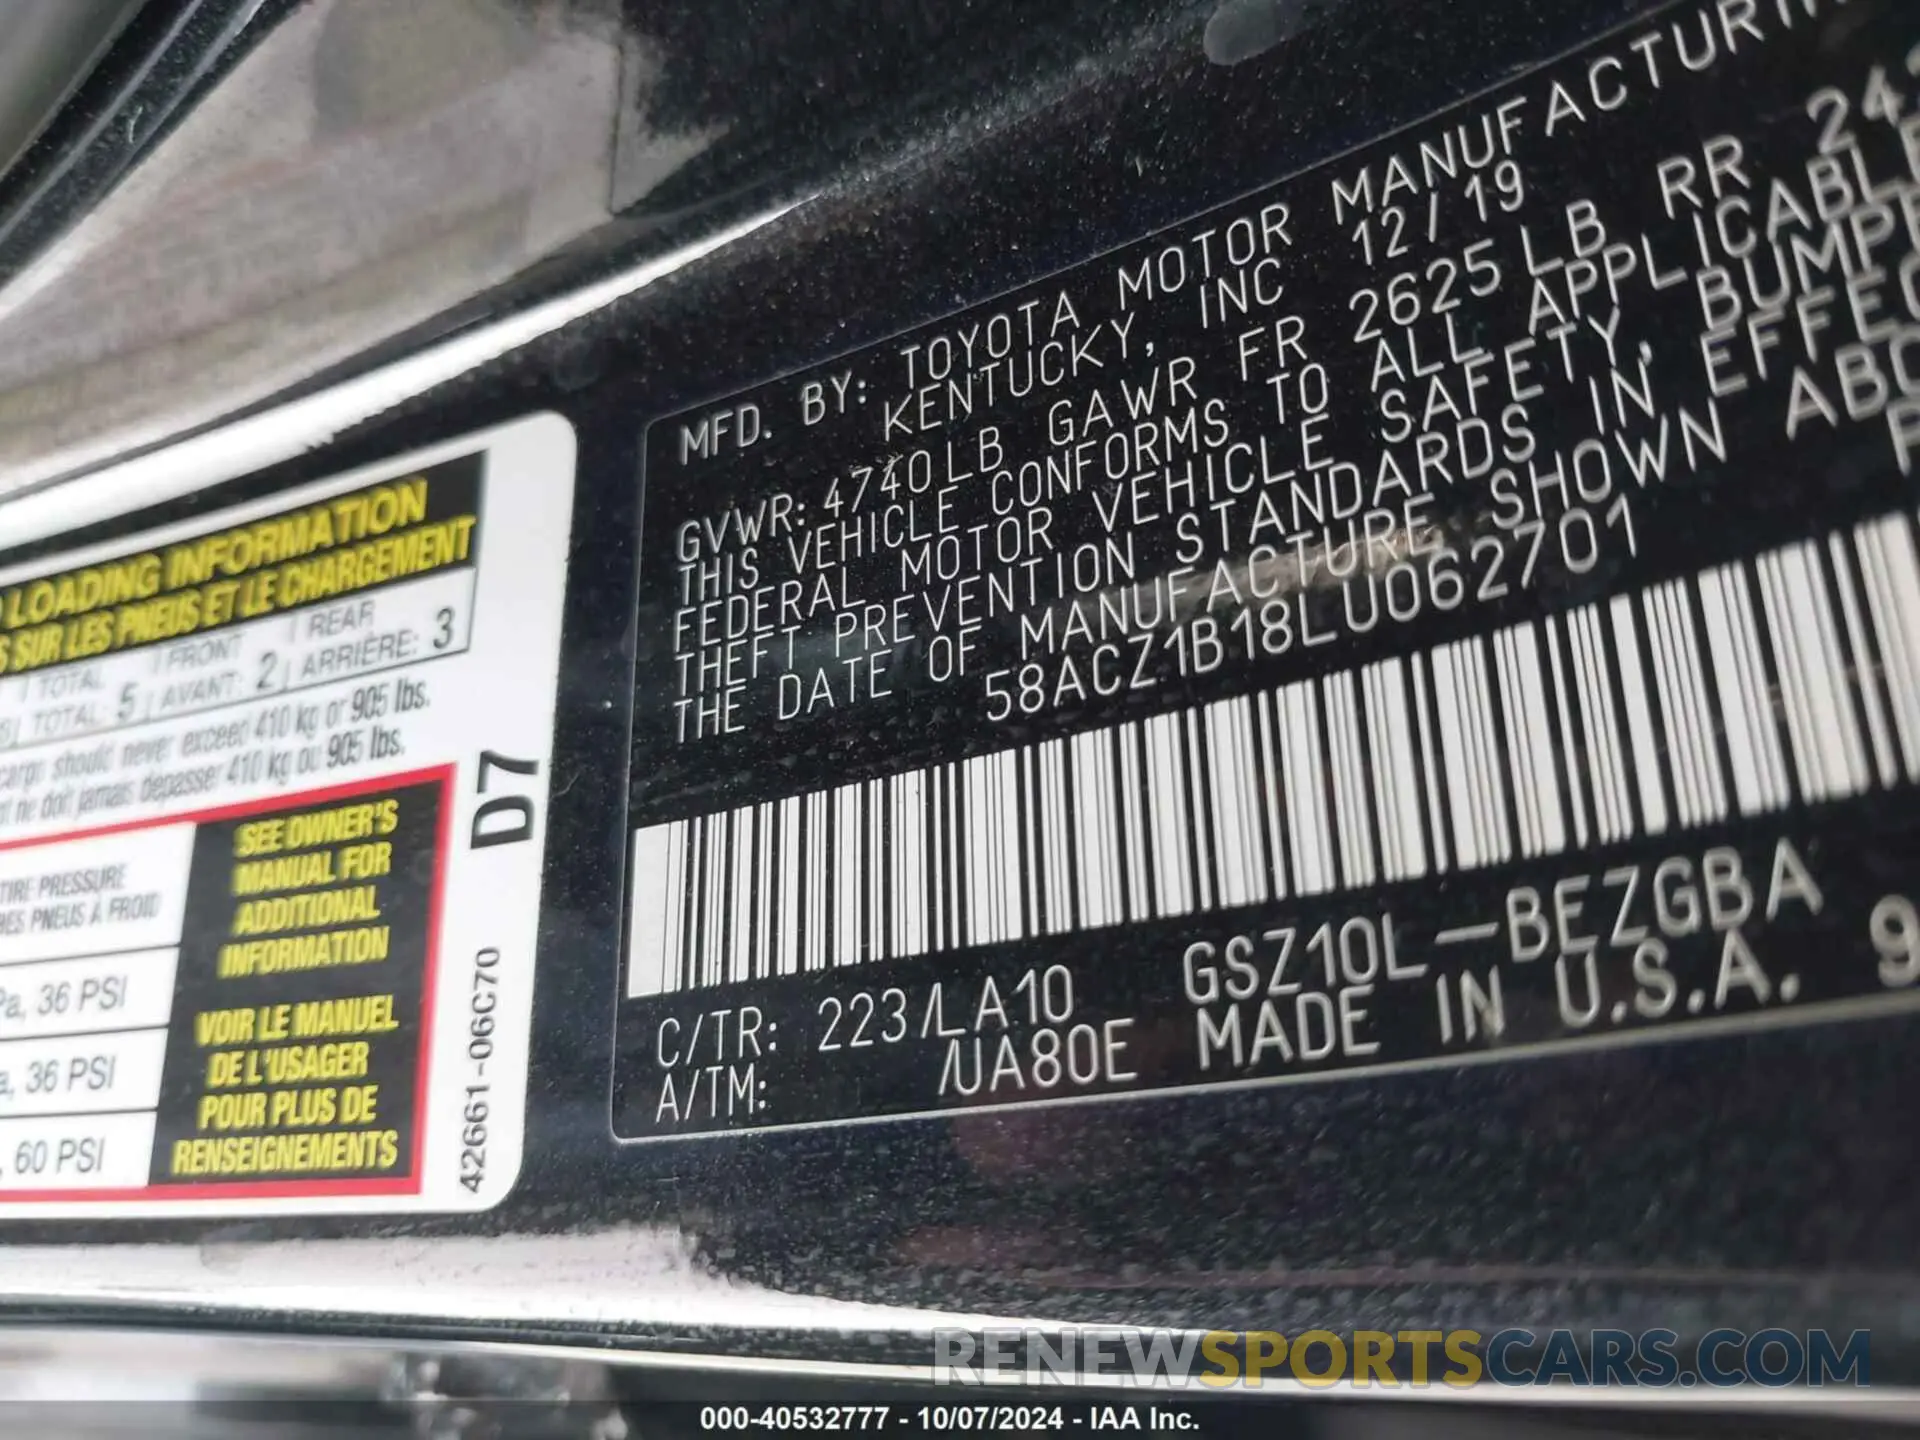 LOADING INFORMATION
SUR LES PNEUS ET LE CHARGEMENT
TOTAL FRONT REAR
TOTAL: 5 AVANT: 2 ARRIÈRE: 3
cargo should never exceed 410 kg or 905 lbs.
ne doit jamais dépasser 410 kg ou 905 lbs.
TIRE PRESSURE
PNEUS À FROID
36 PSI
36 PSI
60 PSI
SEE OWNER'S
MANUAL FOR
ADDITIONAL
INFORMATION
VOIR LE MANUEL
DE L'USAGER
POUR PLUS DE
RENSEIGNEMENTS
D7
42661-06C70
MFD. BY: TOYOTA MOTOR MANUFACTURIN
KENTUCKY, INC 12/19
GVWR: 4740LB GAWR FR 2625LB RR 24
THIS VEHICLE CONFORMS TO ALL APPLICABLE
FEDERAL MOTOR VEHICLE SAFETY, BUMP
THEFT PREVENTION STANDARDS IN EFFEC
THE DATE OF MANUFACTURE SHOWN ABO
58ACZ1B18LU062701
C/TR: 223/LA10 GSZ10L-BEZGBA
A/TM: /UA80E MADE IN U.S.A. 9
RENEWSPORTSCARS.COM
000-40532777 - 10/07/2024 - IAA Inc.